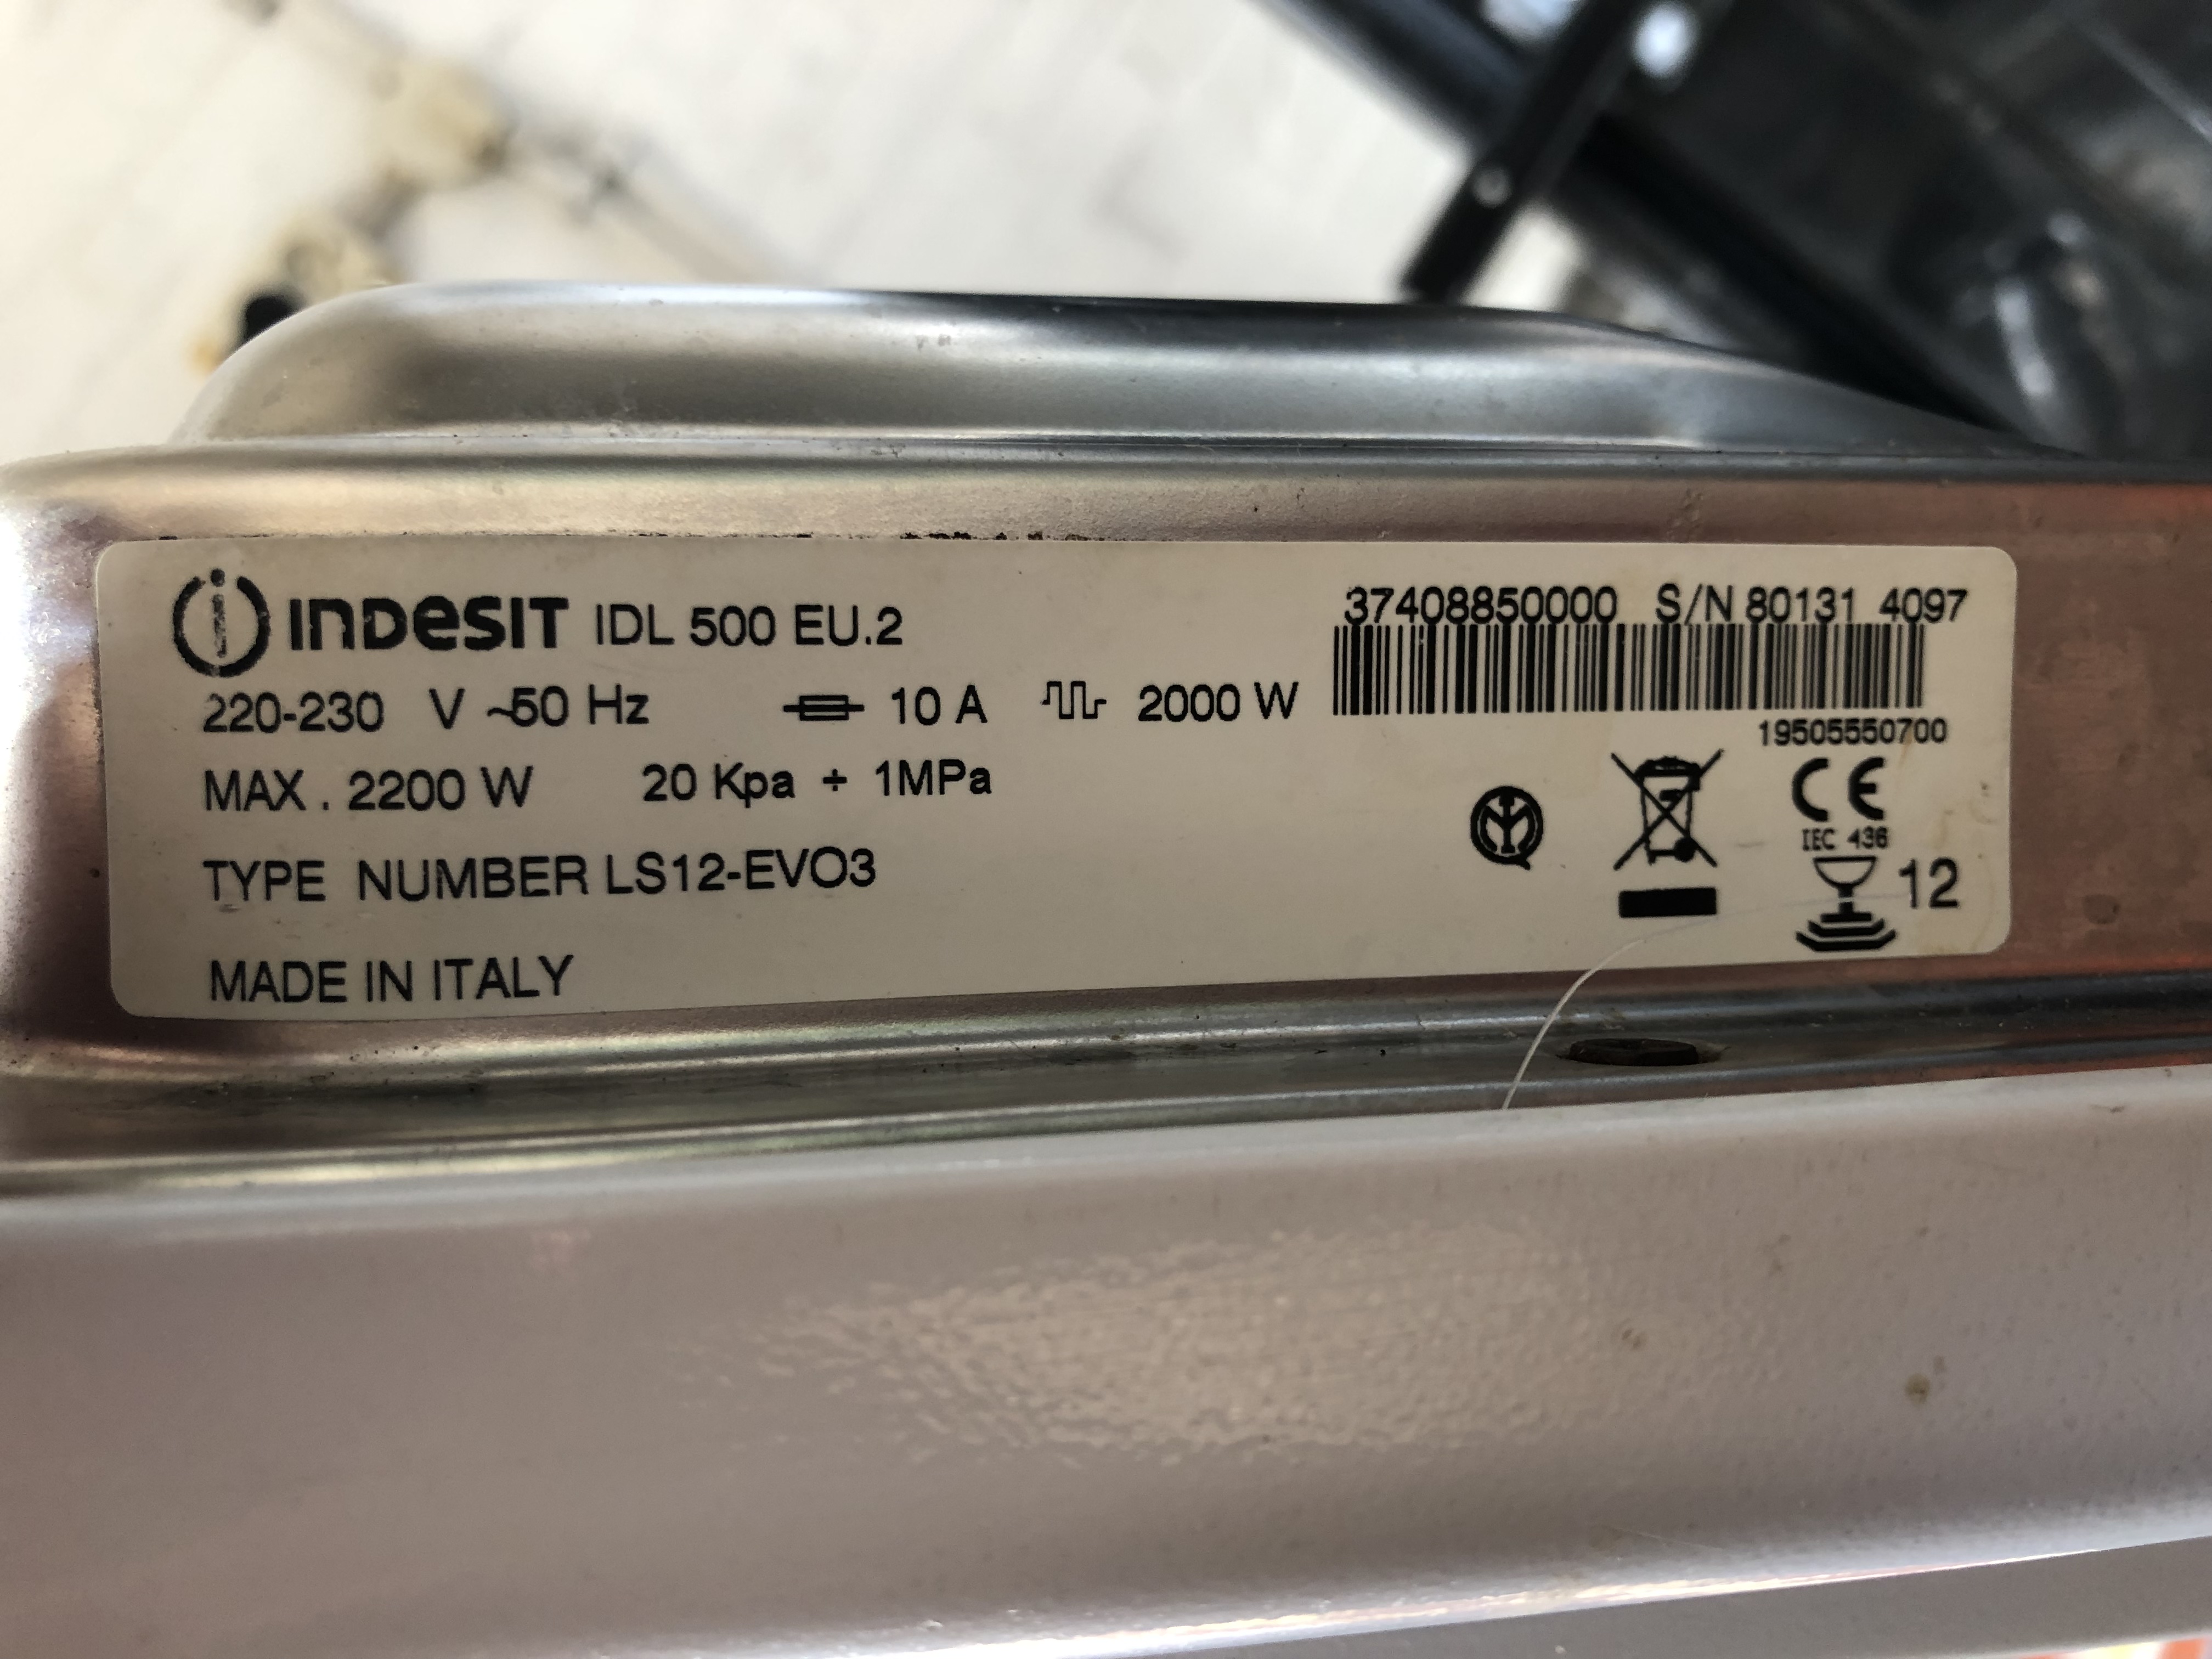 INDESIT IDL 500 EU.2
37408850000 S/N 80131 4097
220-230 V ~50 Hz 10 A 2000 W
19505550700
MAX . 2200 W 20 Kpa ÷ 1MPa
CE
IEC 436
TYPE NUMBER LS12-EVO3
12
MADE IN ITALY